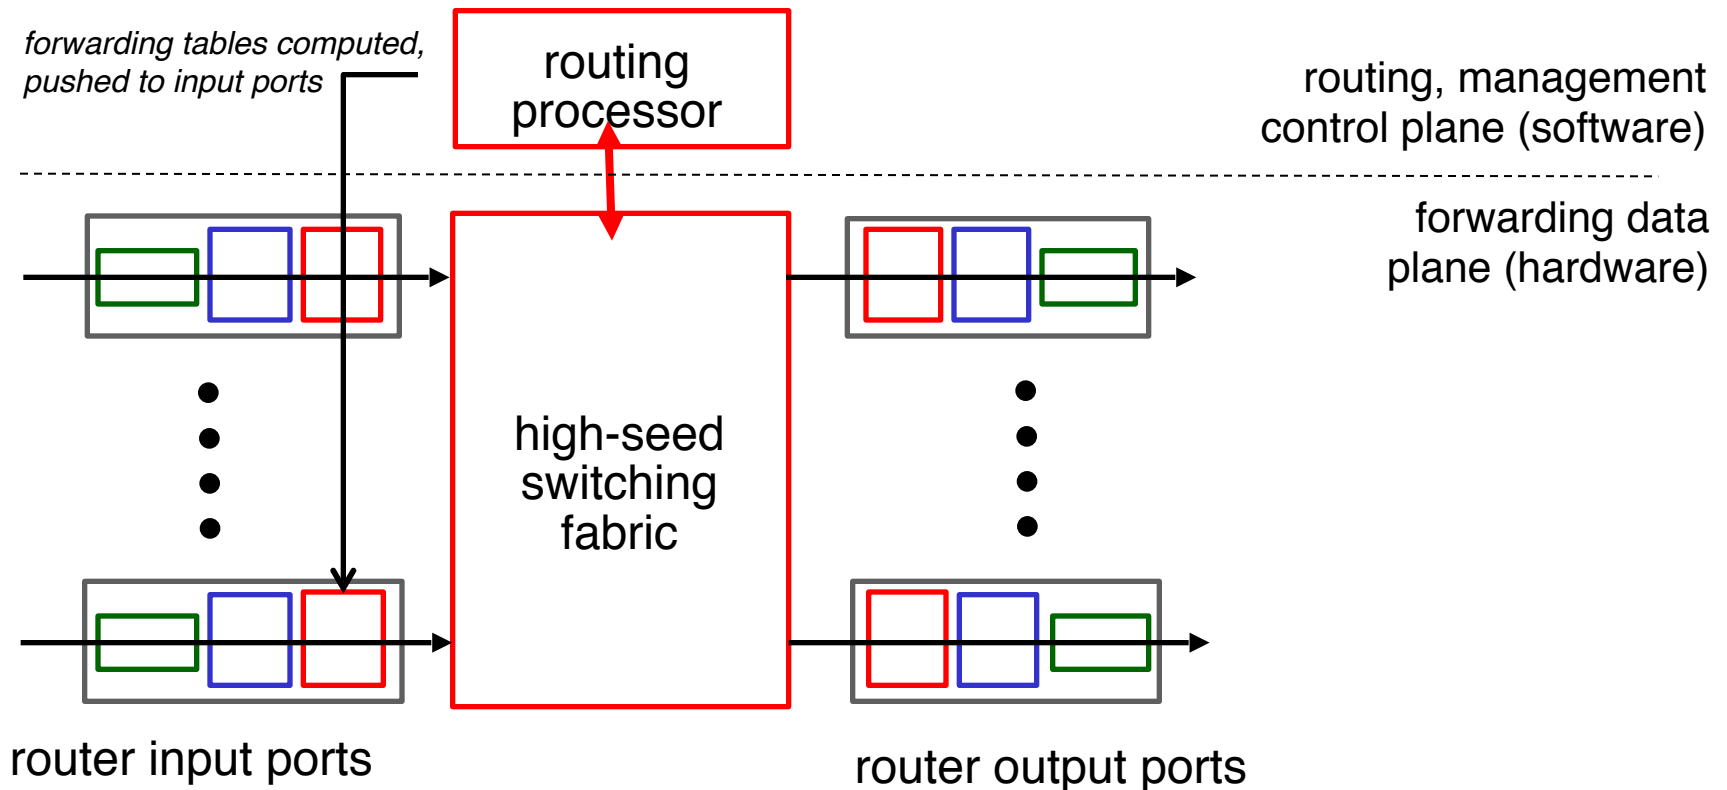 forwarding tables computed,
pushed to input ports
routing
processor
routing, management
control plane (software)
forwarding data
plane (hardware)
high-seed
switching
fabric
router input ports
router output ports